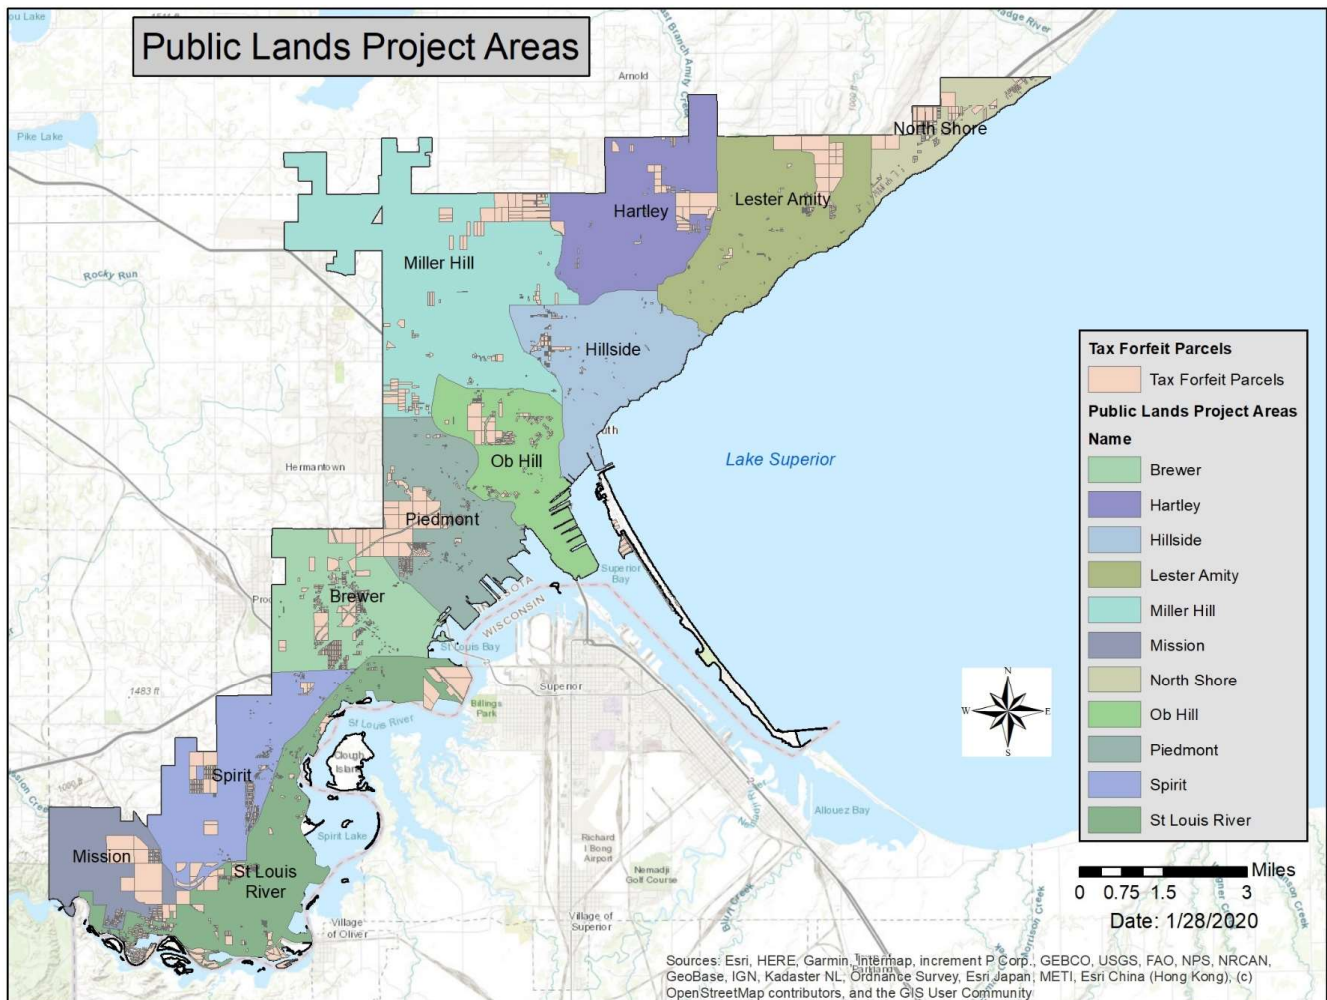 Public Lands Project Areas
Arnold
Pike Lake
North Shore
Hartley
Lester Amity
Rocky Run
Miller Hill
Hillside
Lake Superior
Ob Hill
Hermantown
Piedmont
Superior
Bay
Brewer
WISCONSIN
St Louis Bay
Superior
1483 ft
Billings
Park
St Louis River
Clough
Island
Spirit
Allouez Bay
Spirit Lake
Richard
I Bong
Airport
Mission
St Louis
River
Nemadji
Golf Course
Village
of Oliver
Village of
Superior
Tax Forfeit Parcels
Tax Forfeit Parcels
Public Lands Project Areas
Name
Brewer
Hartley
Hillside
Lester Amity
Miller Hill
Mission
North Shore
Ob Hill
Piedmont
Spirit
St Louis River
N
W E
S
Miles
0 0.75 1.5 3
Date: 1/28/2020
Sources: Esri, HERE, Garmin, Intermap, increment P Corp., GEBCO, USGS, FAO, NPS, NRCAN,
GeoBase, IGN, Kadaster NL, Ordnance Survey, Esri Japan, METI, Esri China (Hong Kong), (c)
OpenStreetMap contributors, and the GIS User Community